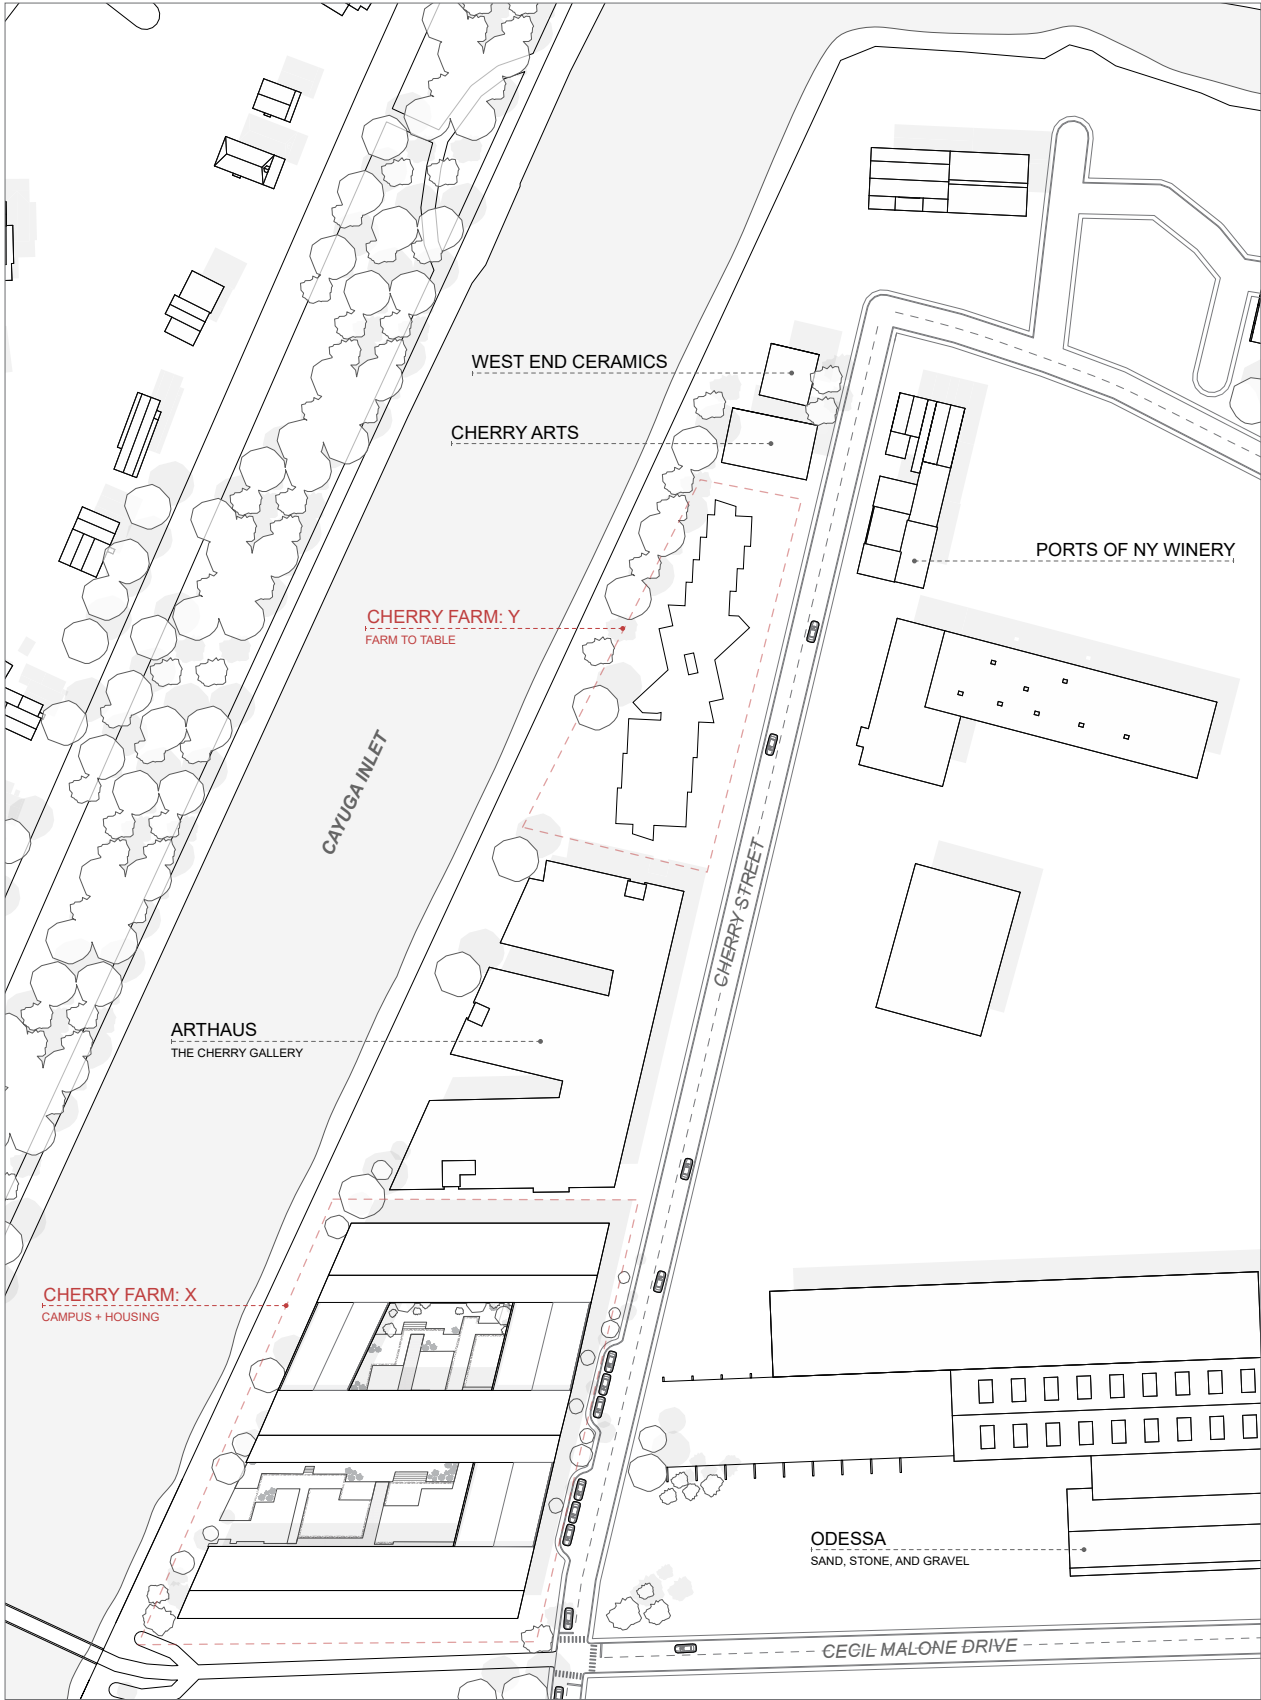 WEST END CERAMICS
CHERRY ARTS
PORTS OF NY WINERY
CHERRY FARM: Y
FARM TO TABLE
CAYUGA INLET
CHERRY STREET
ARTHAUS
THE CHERRY GALLERY
CHERRY FARM: X
CAMPUS + HOUSING
ODESSA
SAND, STONE, AND GRAVEL
CECIL MALONE DRIVE